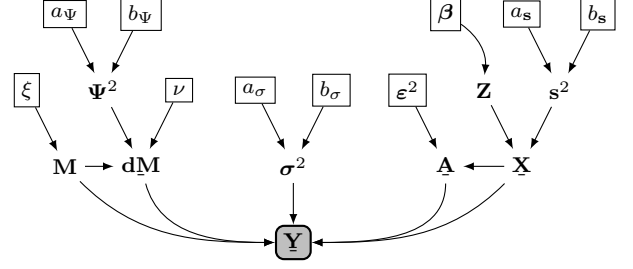 a_Ψ b_Ψ β a_s b_s
ξ Ψ² ν a_σ b_σ ε² Z s²
M dM̲ σ² A̲ X̲
Y̲